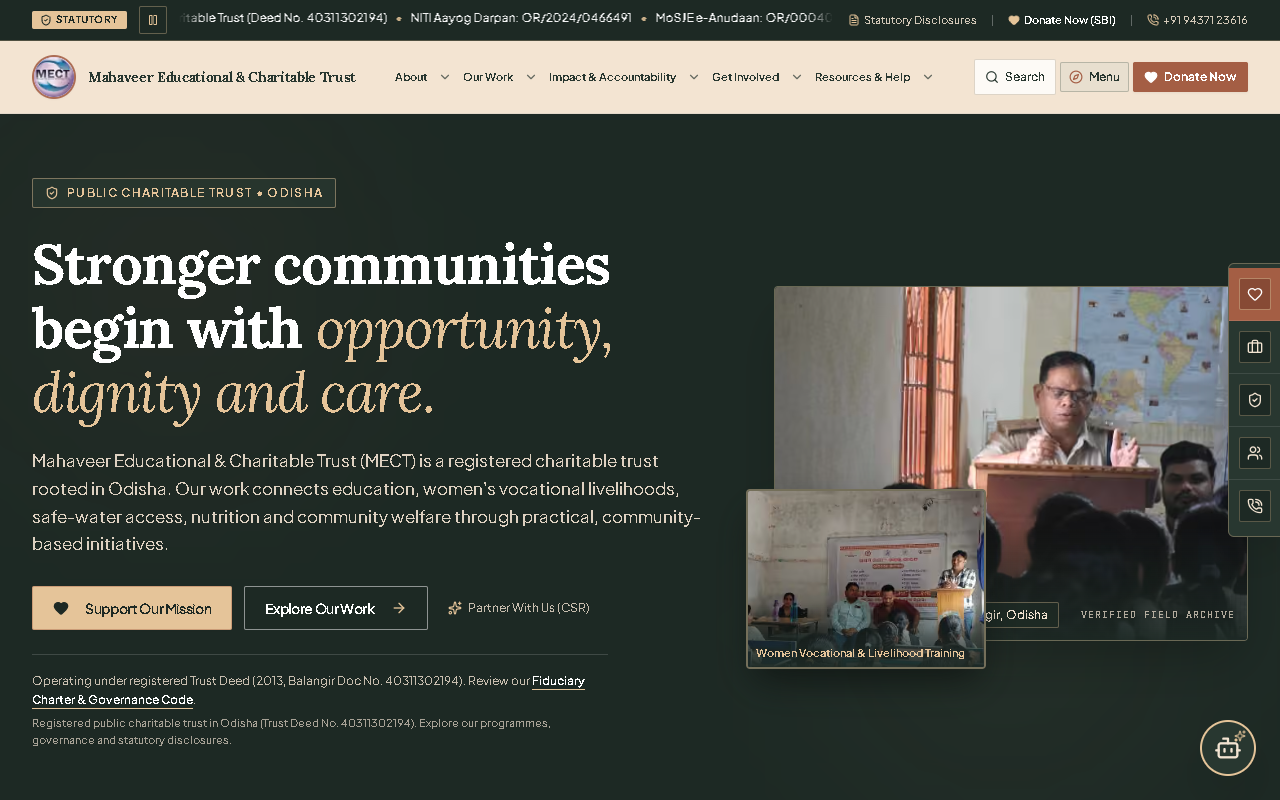 STATUTORY
itable Trust (Deed No. 40311302194) • NITI Aayog Darpan: OR/2024/0466491 • MoSJE e-Anudaan: OR/0004
Statutory Disclosures
Donate Now (SBI)
+91 94371 23616
MECT
Mahaveer Educational & Charitable Trust
About
Our Work
Impact & Accountability
Get Involved
Resources & Help
Search
Menu
Donate Now
PUBLIC CHARITABLE TRUST • ODISHA
Stronger communities
begin with opportunity,
dignity and care.
Mahaveer Educational & Charitable Trust (MECT) is a registered charitable trust
rooted in Odisha. Our work connects education, women's vocational livelihoods,
safe-water access, nutrition and community welfare through practical, community-
based initiatives.
Support Our Mission
Explore Our Work
Partner With Us (CSR)
Operating under registered Trust Deed (2013, Balangir Doc No. 40311302194). Review our Fiduciary
Charter & Governance Code.
Registered public charitable trust in Odisha (Trust Deed No. 40311302194). Explore our programmes,
governance and statutory disclosures.
gir, Odisha
VERIFIED FIELD ARCHIVE
Women Vocational & Livelihood Training